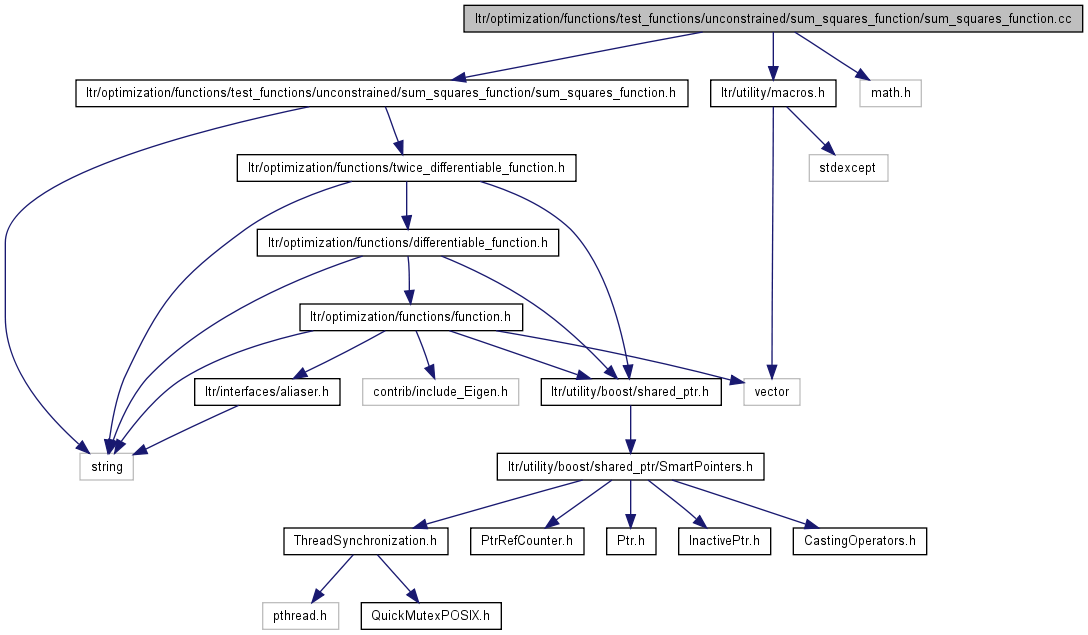 ltr/optimization/functions/test_functions/unconstrained/sum_squares_function/sum_squares_function.cc
ltr/optimization/functions/test_functions/unconstrained/sum_squares_function/sum_squares_function.h
ltr/utility/macros.h
math.h
ltr/optimization/functions/twice_differentiable_function.h
stdexcept
ltr/optimization/functions/differentiable_function.h
ltr/optimization/functions/function.h
ltr/interfaces/aliaser.h
contrib/include_Eigen.h
ltr/utility/boost/shared_ptr.h
vector
string
ltr/utility/boost/shared_ptr/SmartPointers.h
ThreadSynchronization.h
PtrRefCounter.h
Ptr.h
InactivePtr.h
CastingOperators.h
pthread.h
QuickMutexPOSIX.h